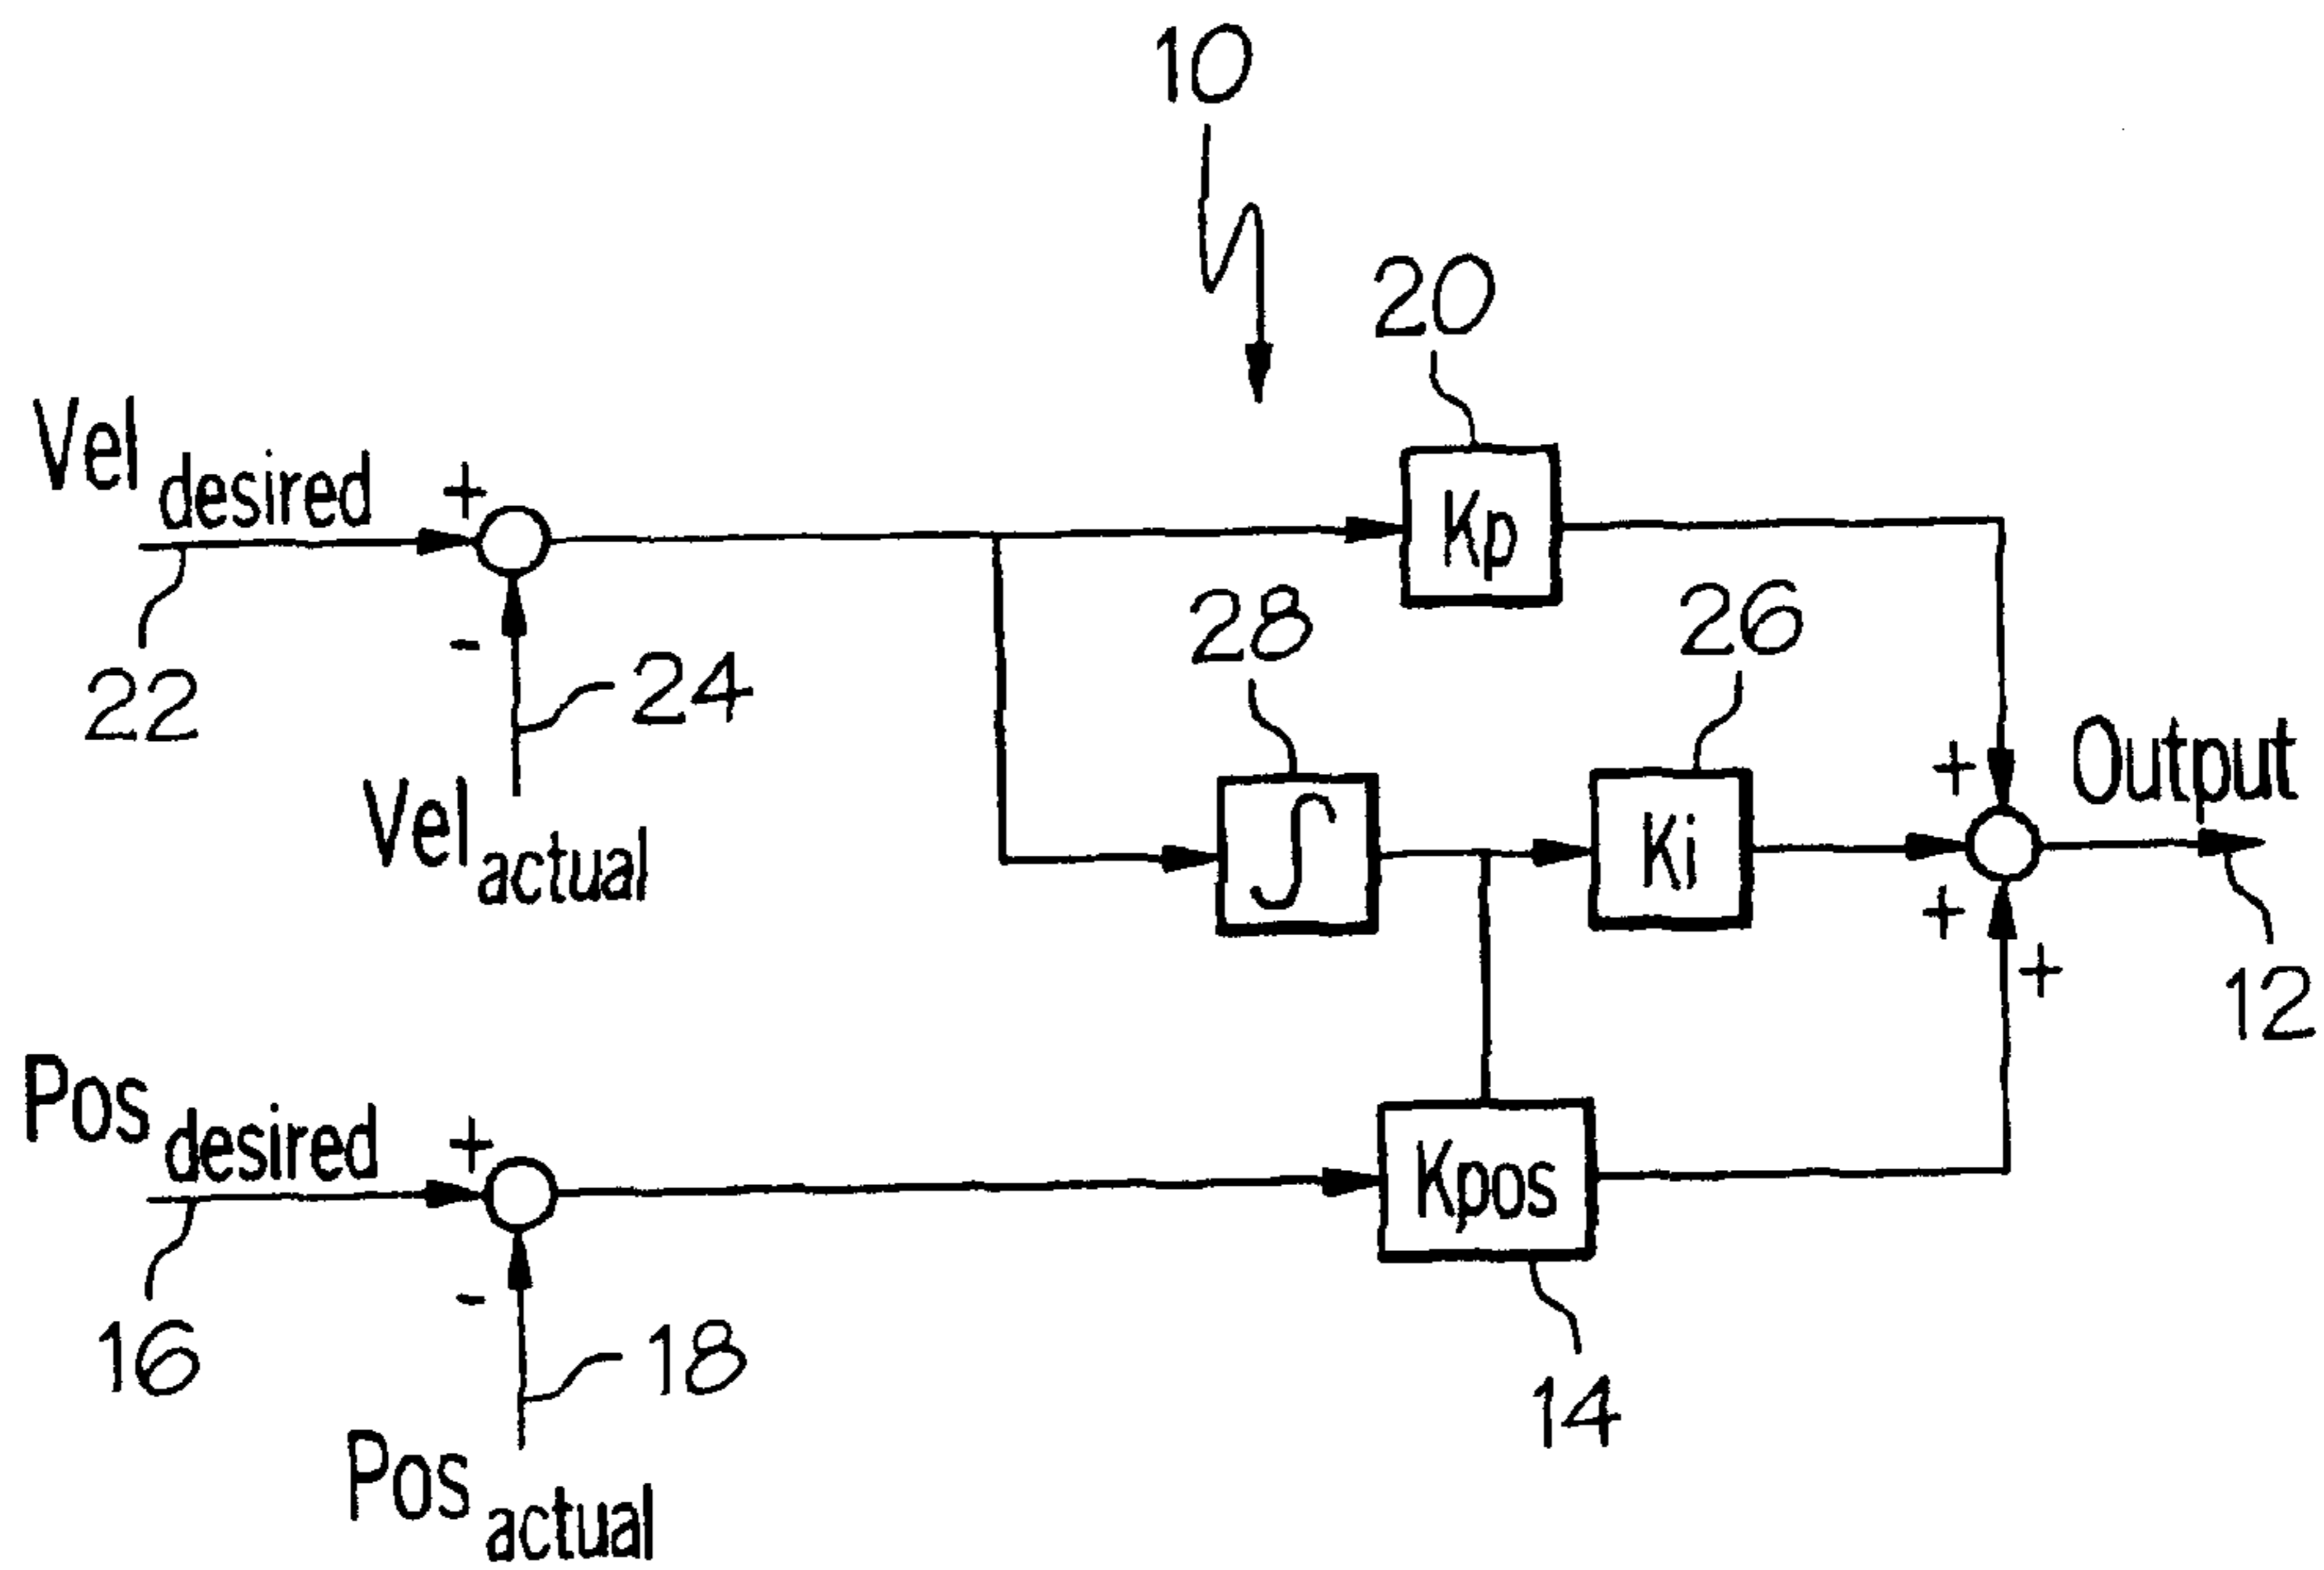 10
20
Vel desired
+
Kp
28
26
22
-
24
Vel actual
∫
Ki
+
Output
+
+
12
Pos desired
+
Kpos
16
-
18
14
Pos actual